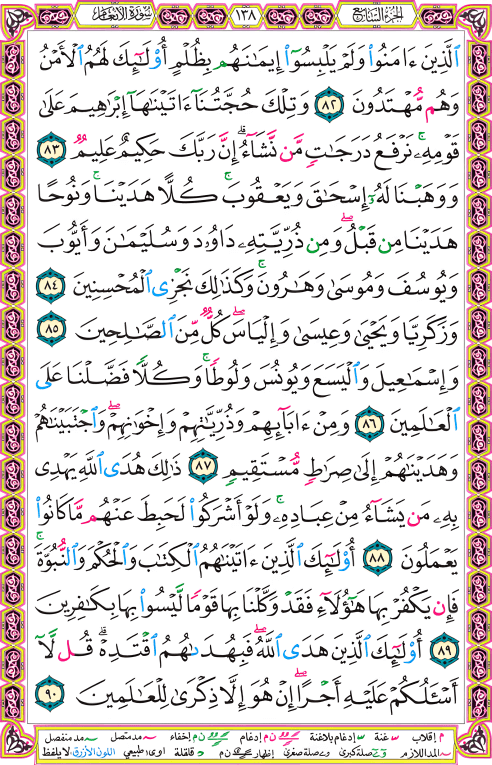 الجزء السابع ١٣٨ سورة الأنعام
ٱلَّذِينَ ءَامَنُوا۟ وَلَمْ يَلْبِسُوٓا۟ إِيمَـٰنَهُم بِظُلْمٍ أُو۟لَـٰٓئِكَ لَهُمُ ٱلْأَمْنُ
وَهُم مُّهْتَدُونَ ٨٢ وَتِلْكَ حُجَّتُنَآ ءَاتَيْنَـٰهَآ إِبْرَٰهِيمَ عَلَىٰ
قَوْمِهِۦ ۚ نَرْفَعُ دَرَجَـٰتٍ مَّن نَّشَآءُ ۗ إِنَّ رَبَّكَ حَكِيمٌ عَلِيمٌ ٨٣
وَوَهَبْنَا لَهُۥٓ إِسْحَـٰقَ وَيَعْقُوبَ ۚ كُلًّا هَدَيْنَا ۚ وَنُوحًا
هَدَيْنَا مِن قَبْلُ ۖ وَمِن ذُرِّيَّتِهِۦ دَاوُۥدَ وَسُلَيْمَـٰنَ وَأَيُّوبَ
وَيُوسُفَ وَمُوسَىٰ وَهَـٰرُونَ ۚ وَكَذَٰلِكَ نَجْزِى ٱلْمُحْسِنِينَ ٨٤
وَزَكَرِيَّا وَيَحْيَىٰ وَعِيسَىٰ وَإِلْيَاسَ ۖ كُلٌّ مِّنَ ٱلصَّـٰلِحِينَ ٨٥
وَإِسْمَـٰعِيلَ وَٱلْيَسَعَ وَيُونُسَ وَلُوطًا ۚ وَكُلًّا فَضَّلْنَا عَلَى
ٱلْعَـٰلَمِينَ ٨٦ وَمِنْ ءَابَآئِهِمْ وَذُرِّيَّـٰتِهِمْ وَإِخْوَٰنِهِمْ ۖ وَٱجْتَبَيْنَـٰهُمْ
وَهَدَيْنَـٰهُمْ إِلَىٰ صِرَٰطٍ مُّسْتَقِيمٍ ٨٧ ذَٰلِكَ هُدَى ٱللَّهِ يَهْدِى
بِهِۦ مَن يَشَآءُ مِنْ عِبَادِهِۦ ۚ وَلَوْ أَشْرَكُوا۟ لَحَبِطَ عَنْهُم مَّا كَانُوا۟
يَعْمَلُونَ ٨٨ أُو۟لَـٰٓئِكَ ٱلَّذِينَ ءَاتَيْنَـٰهُمُ ٱلْكِتَـٰبَ وَٱلْحُكْمَ وَٱلنُّبُوَّةَ ۚ
فَإِن يَكْفُرْ بِهَا هَـٰٓؤُلَآءِ فَقَدْ وَكَّلْنَا بِهَا قَوْمًا لَّيْسُوا۟ بِهَا بِكَـٰفِرِينَ
٨٩ أُو۟لَـٰٓئِكَ ٱلَّذِينَ هَدَى ٱللَّهُ ۖ فَبِهُدَىٰهُمُ ٱقْتَدِهْ ۗ قُل لَّآ
أَسْـَٔلُكُمْ عَلَيْهِ أَجْرًا ۖ إِنْ هُوَ إِلَّا ذِكْرَىٰ لِلْعَـٰلَمِينَ ٩٠
م إقلاب غنة إدغام بلاغنة ن م إدغام ن م إخفاء مد متصل مد منفصل
المد اللازم صلة كبرى صلة صغرى إظهار ن م قلقلة اوى: طبيعي اللون الأزرق: لا يلفظ